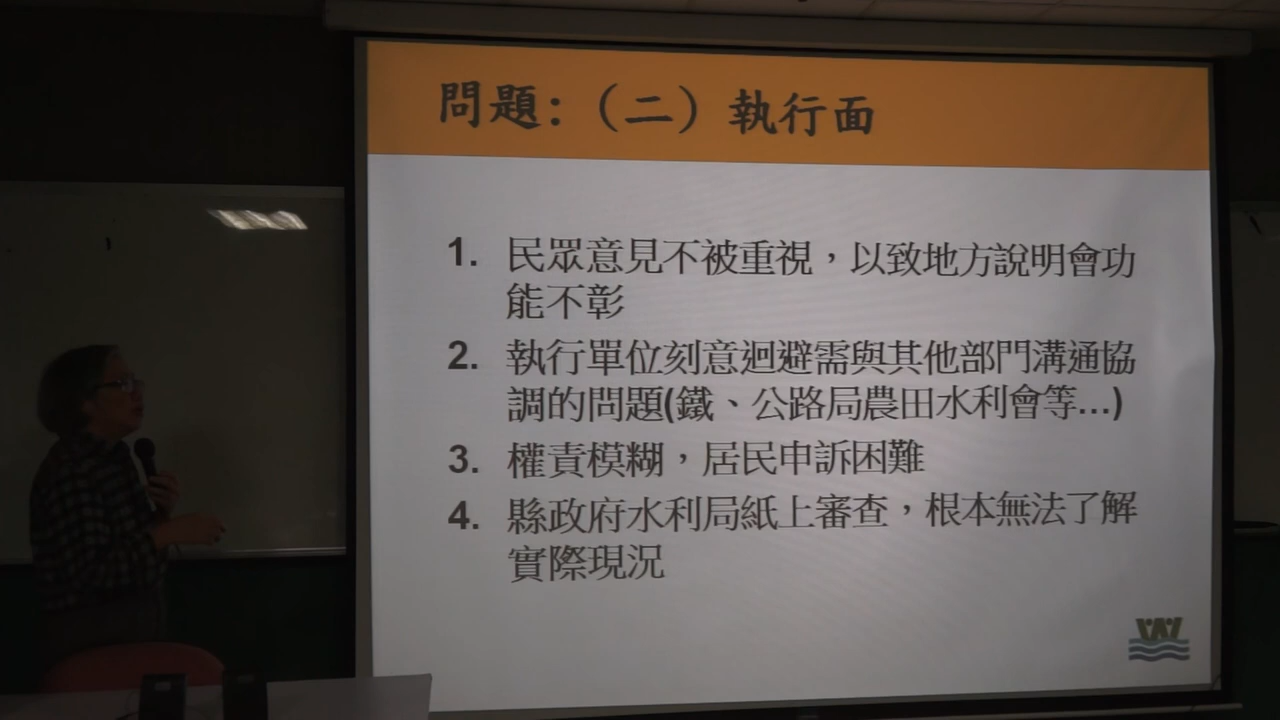 問題:（二）執行面
1. 民眾意見不被重視，以致地方說明會功
能不彰
2. 執行單位刻意迴避需與其他部門溝通協
調的問題(鐵、公路局農田水利會等...)
3. 權責模糊，居民申訴困難
4. 縣政府水利局紙上審查，根本無法了解
實際現況